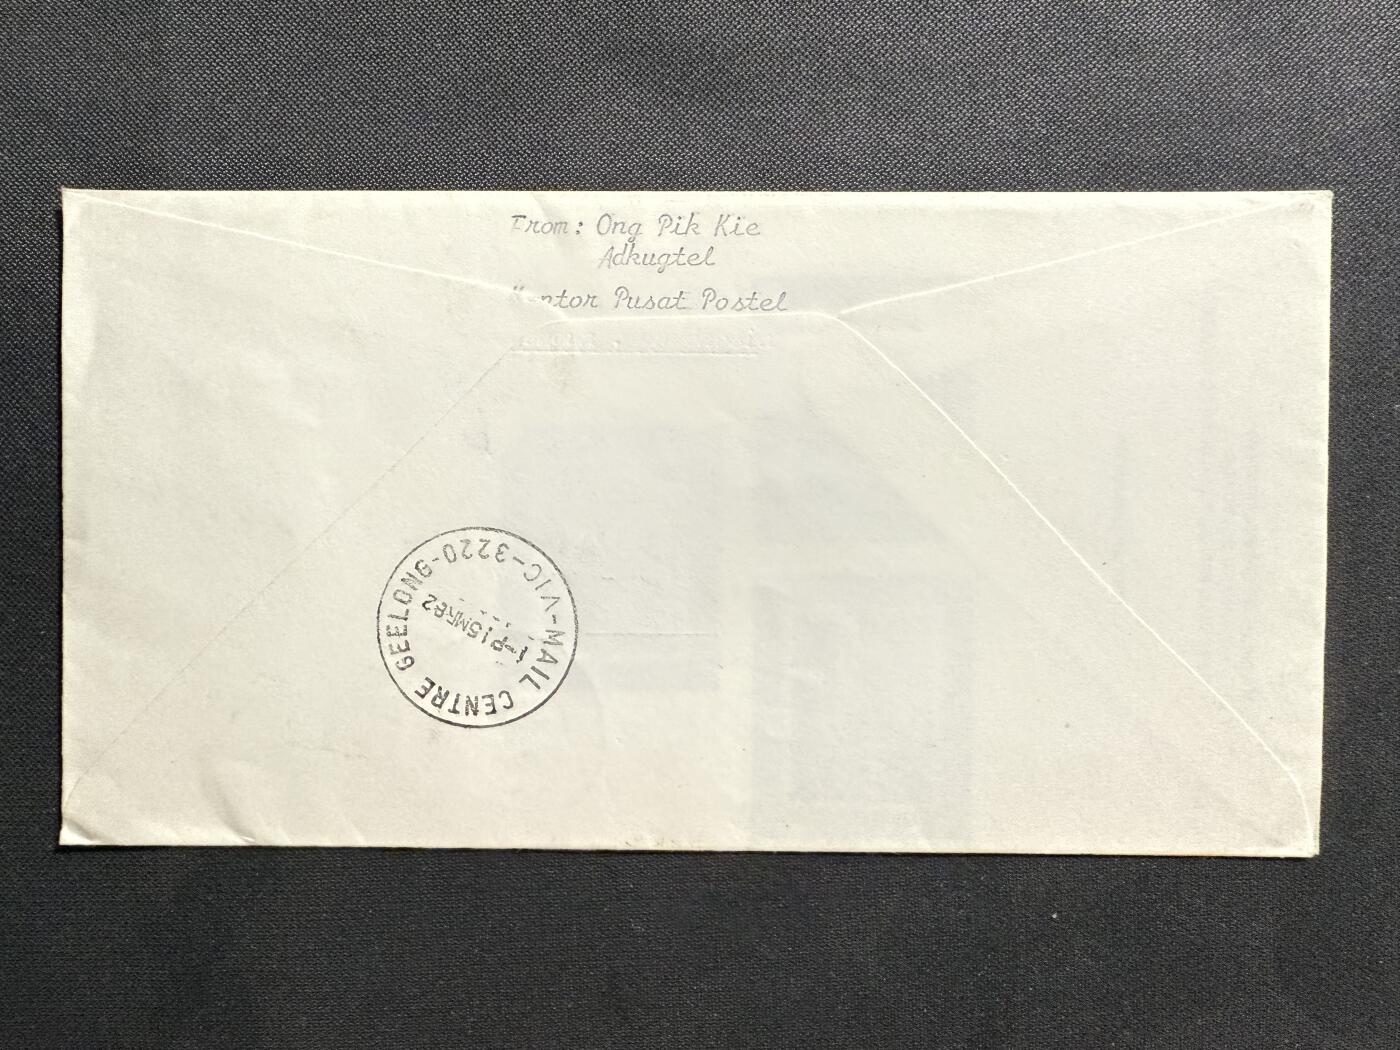 From: Ong Pik Kie
Adkugtel
Kantor Pusat Postel
MAIL CENTRE GEELONG-
VIC-3220-
1-P15MR82